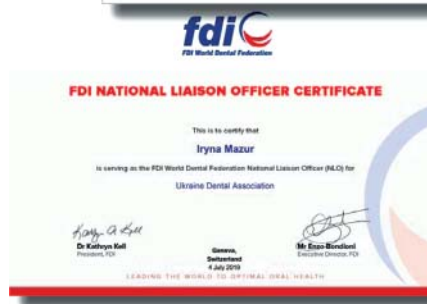 fdi
FDI World Dental Federation
FDI NATIONAL LIAISON OFFICER CERTIFICATE
This is to certify that
Iryna Mazur
is serving as the FDI World Dental Federation National Liaison Officer (NLO) for
Ukraine Dental Association
Dr Kathryn Kell
President, FDI
Geneva,
Switzerland
4 July 2019
Mr Enzo Bondioni
Executive Director, FDI
LEADING THE WORLD TO OPTIMAL ORAL HEALTH